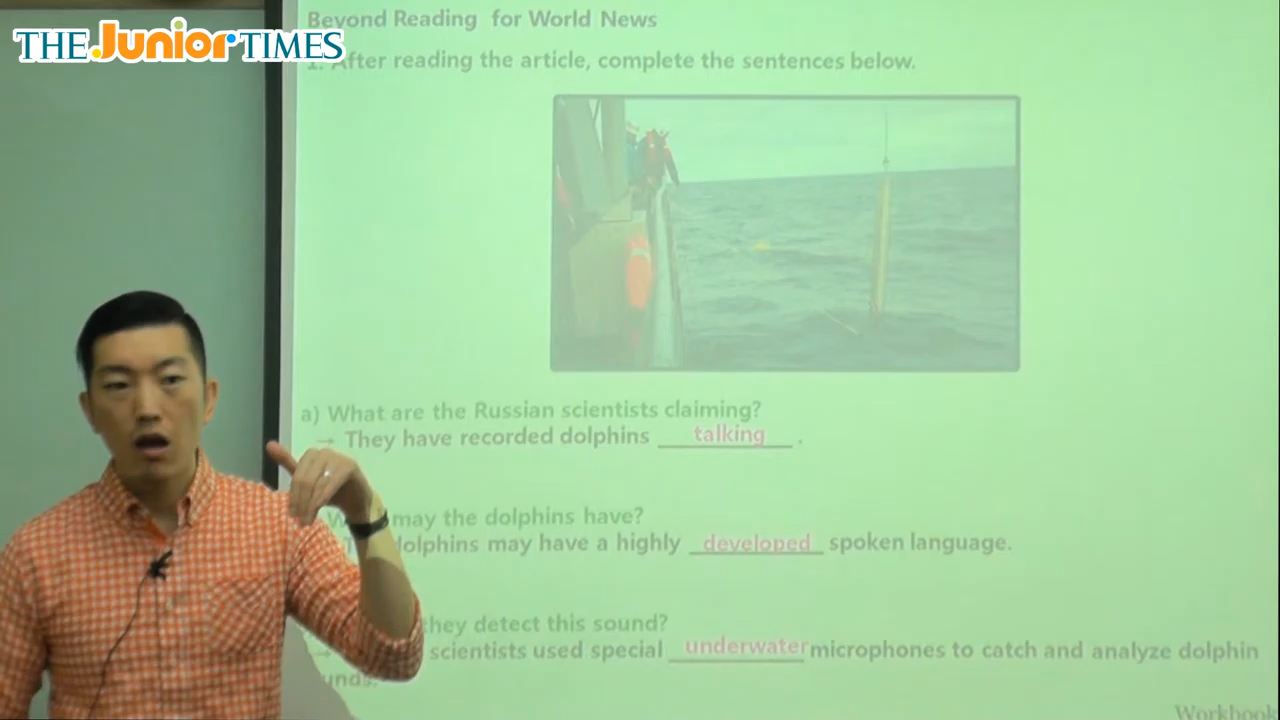 THE Junior TIMES
Beyond Reading for World News
1. After reading the article, complete the sentences below.
a) What are the Russian scientists claiming?
→ They have recorded dolphins talking .
may the dolphins have?
dolphins may have a highly developed spoken language.
they detect this sound?
→ scientists used special underwater microphones to catch and analyze dolphin
Workbook